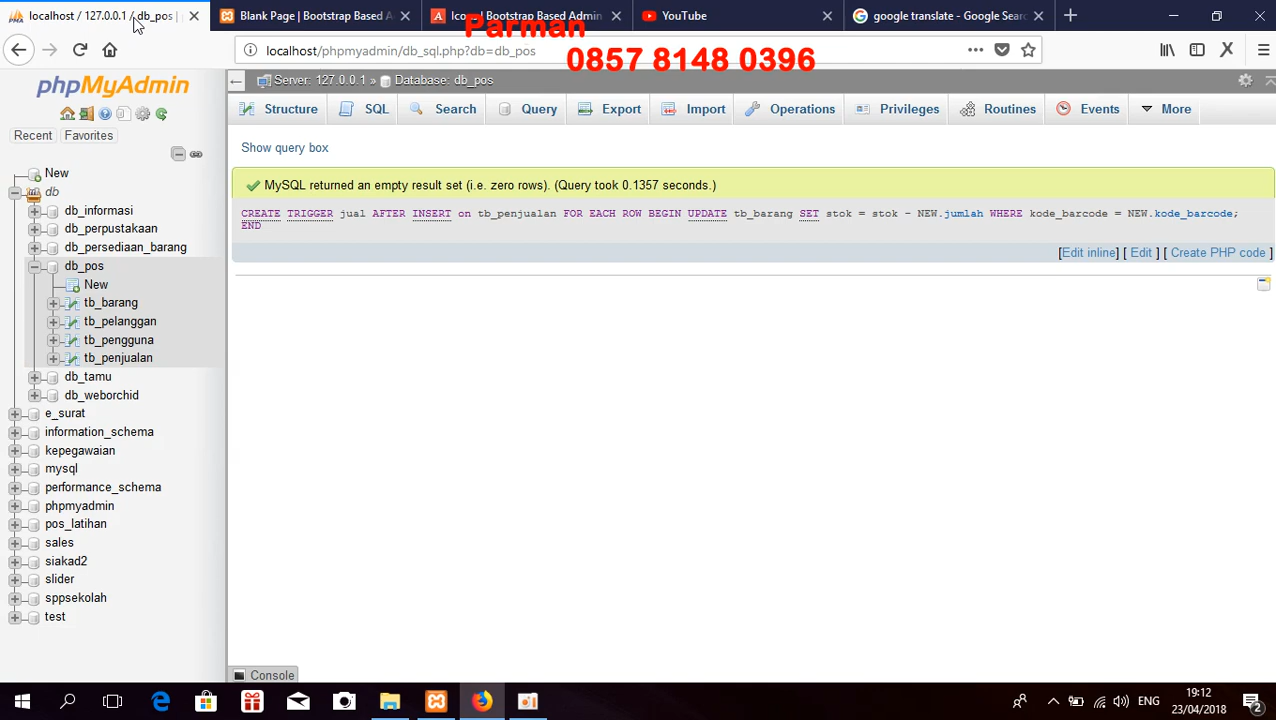 localhost / 127.0.0.1 / db_pos |
Blank Page | Bootstrap Based A
Icons | Bootstrap Based Admin
YouTube
google translate - Google Sear
Parman
0857 8148 0396
localhost/phpmyadmin/db_sql.php?db=db_pos
phpMyAdmin
Server: 127.0.0.1 » Database: db_pos
Structure
SQL
Search
Query
Export
Import
Operations
Privileges
Routines
Events
More
Recent
Favorites
Show query box
MySQL returned an empty result set (i.e. zero rows). (Query took 0.1357 seconds.)
CREATE TRIGGER jual AFTER INSERT on tb_penjualan FOR EACH ROW BEGIN UPDATE tb_barang SET stok = stok - NEW.jumlah WHERE kode_barcode = NEW.kode_barcode;
END
[Edit inline] [ Edit ] [ Create PHP code ]
New
db
db_informasi
db_perpustakaan
db_persediaan_barang
db_pos
New
tb_barang
tb_pelanggan
tb_pengguna
tb_penjualan
db_tamu
db_weborchid
e_surat
information_schema
kepegawaian
mysql
performance_schema
phpmyadmin
pos_latihan
sales
siakad2
slider
sppsekolah
test
Console
ENG
19:12
23/04/2018
2